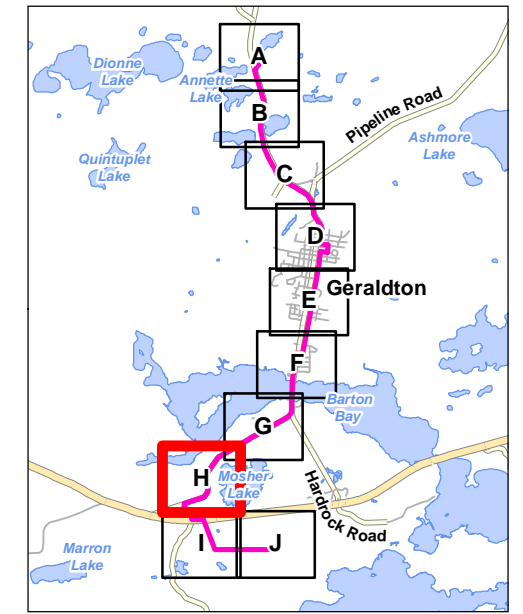 A
Dionne
Lake
Annette
Lake
B
Pipeline Road
Ashmore
Lake
Quintuplet
Lake
C
D
E
Geraldton
F
Barton
Bay
G
H
Mosher
Lake
Hardrock Road
I
J
Marron
Lake